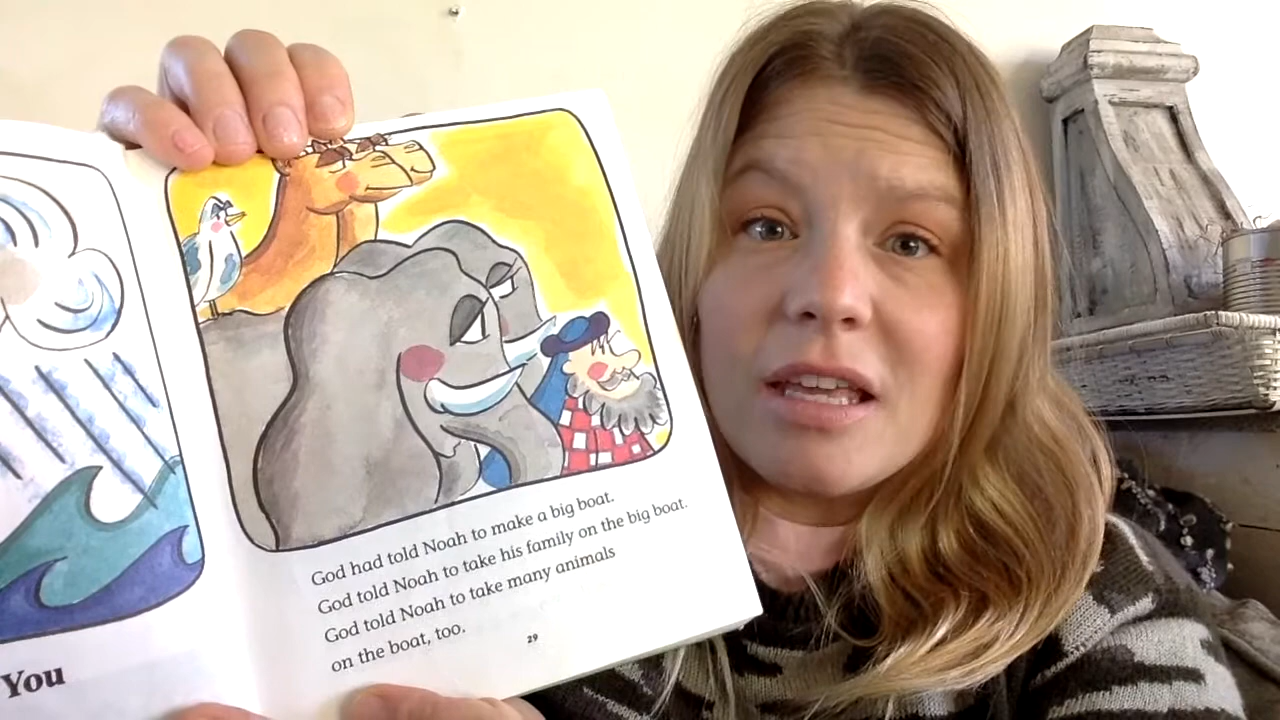 You
God had told Noah to make a big boat.
God told Noah to take his family on the big boat.
God told Noah to take many animals
on the boat, too.
29